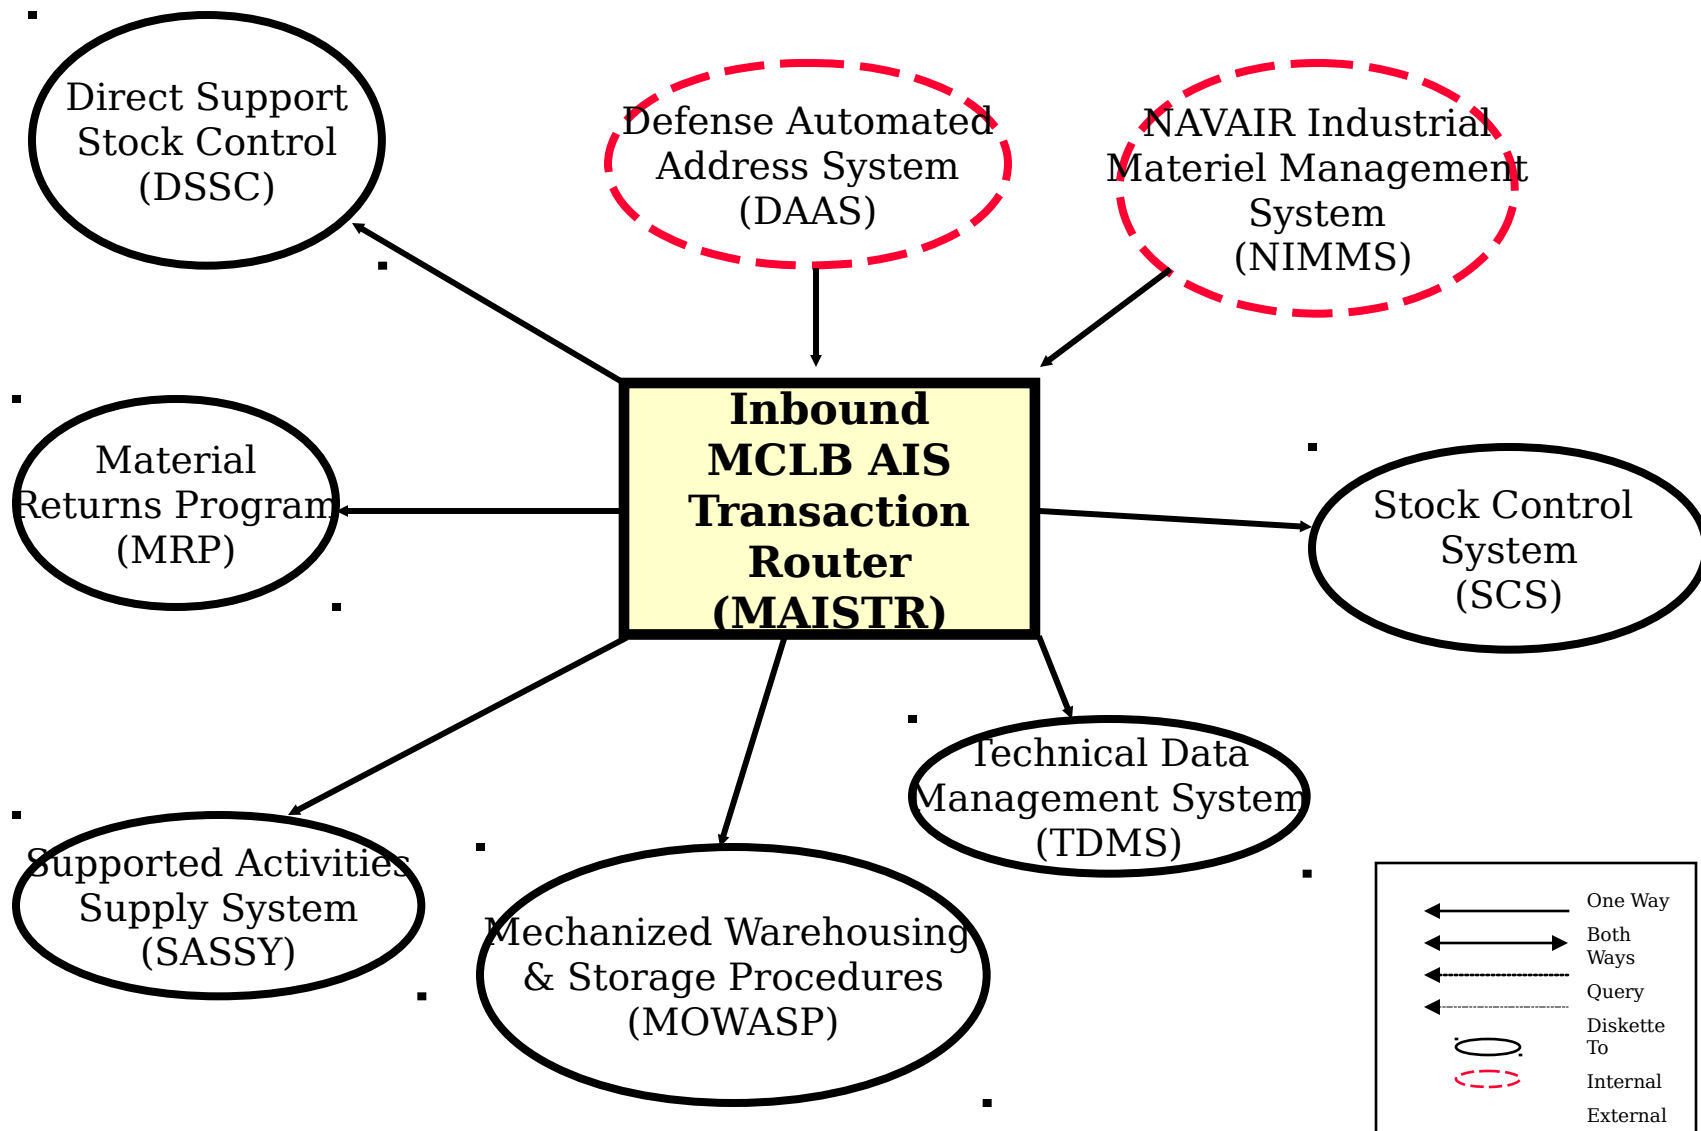 Direct Support
Stock Control
(DSSC)
Defense Automated
Address System
(DAAS)
NAVAIR Industrial
Materiel Management
System
(NIMMS)
Inbound
MCLB AIS
Transaction
Router
(MAISTR)
Material
Returns Program
(MRP)
Stock Control
System
(SCS)
Technical Data
Management System
(TDMS)
Supported Activities
Supply System
(SASSY)
Mechanized Warehousing
& Storage Procedures
(MOWASP)
One Way
Both
Ways
Query
Diskette
To
Internal
External